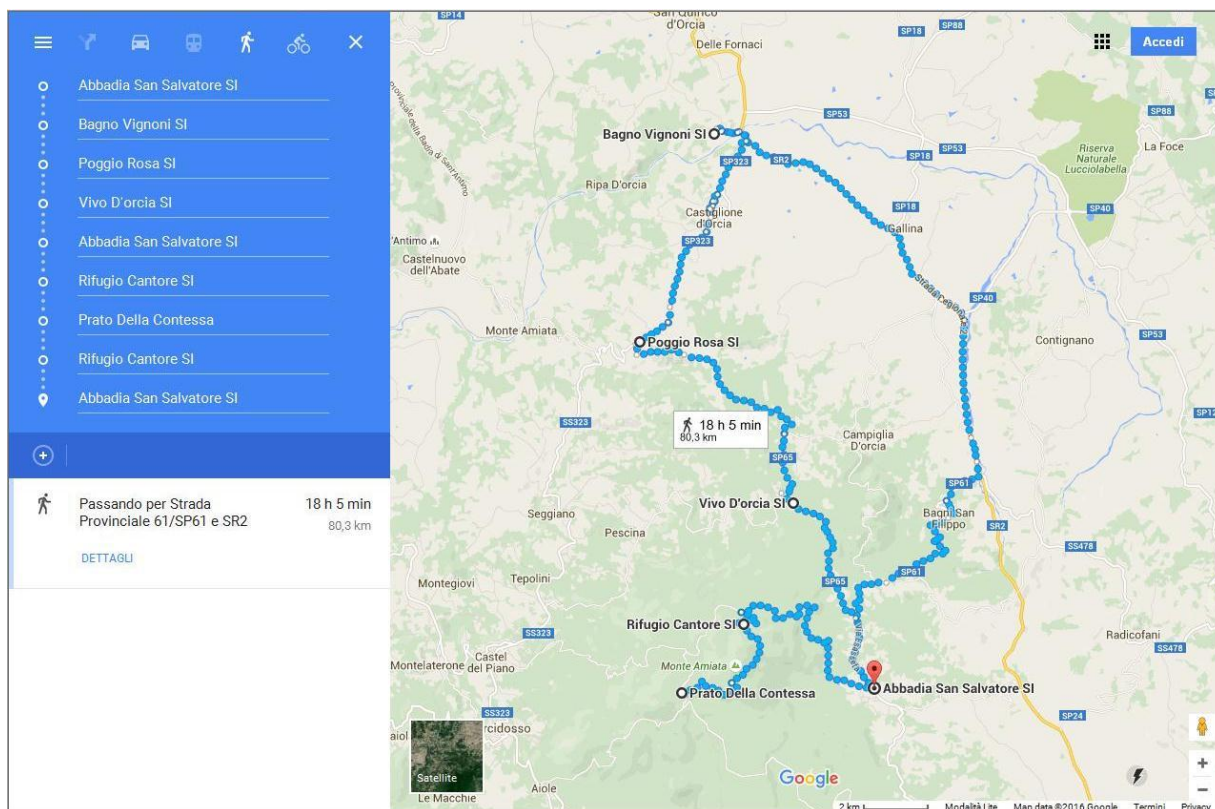 Abbadia San Salvatore SI
Bagno Vignoni SI
Poggio Rosa SI
Vivo D'orcia SI
Abbadia San Salvatore SI
Rifugio Cantore SI
Prato Della Contessa
Rifugio Cantore SI
Abbadia San Salvatore SI
Passando per Strada
Provinciale 61/SP61 e SR2
18 h 5 min
80,3 km
DETTAGLI
SP14
San Quirico
d'Orcia
Delle Fornaci
SP18
SP88
Accedi
SP88
La Foce
Riserva
Naturale
Lucciolabella
SP53
SP53
SP18
Bagno Vignoni SI
SP323
SR2
Ripa D'orcia
Castiglione
d'Orcia
SP18
Gallina
SP40
SP323
Castelnuovo
dell'Abate
SP40
SP53
Contignano
Monte Amiata
Poggio Rosa SI
SS323
18 h 5 min
80,3 km
Campiglia
D'orcia
SP65
SP61
Vivo D'orcia SI
Bagni San
Filippo
SR2
SS478
Seggiano
Pescina
Tepolini
Montegiovi
SP65
SP61
SS323
Rifugio Cantore SI
Radicofani
SS478
Castel
del Piano
Montelaterone
Monte Amiata
Prato Della Contessa
Abbadia San Salvatore SI
SS323
SP24
Satellite
Google
Aiole
Le Macchie
2 km
Modalità Lite
Map data ©2016 Google
Termini
Privacy